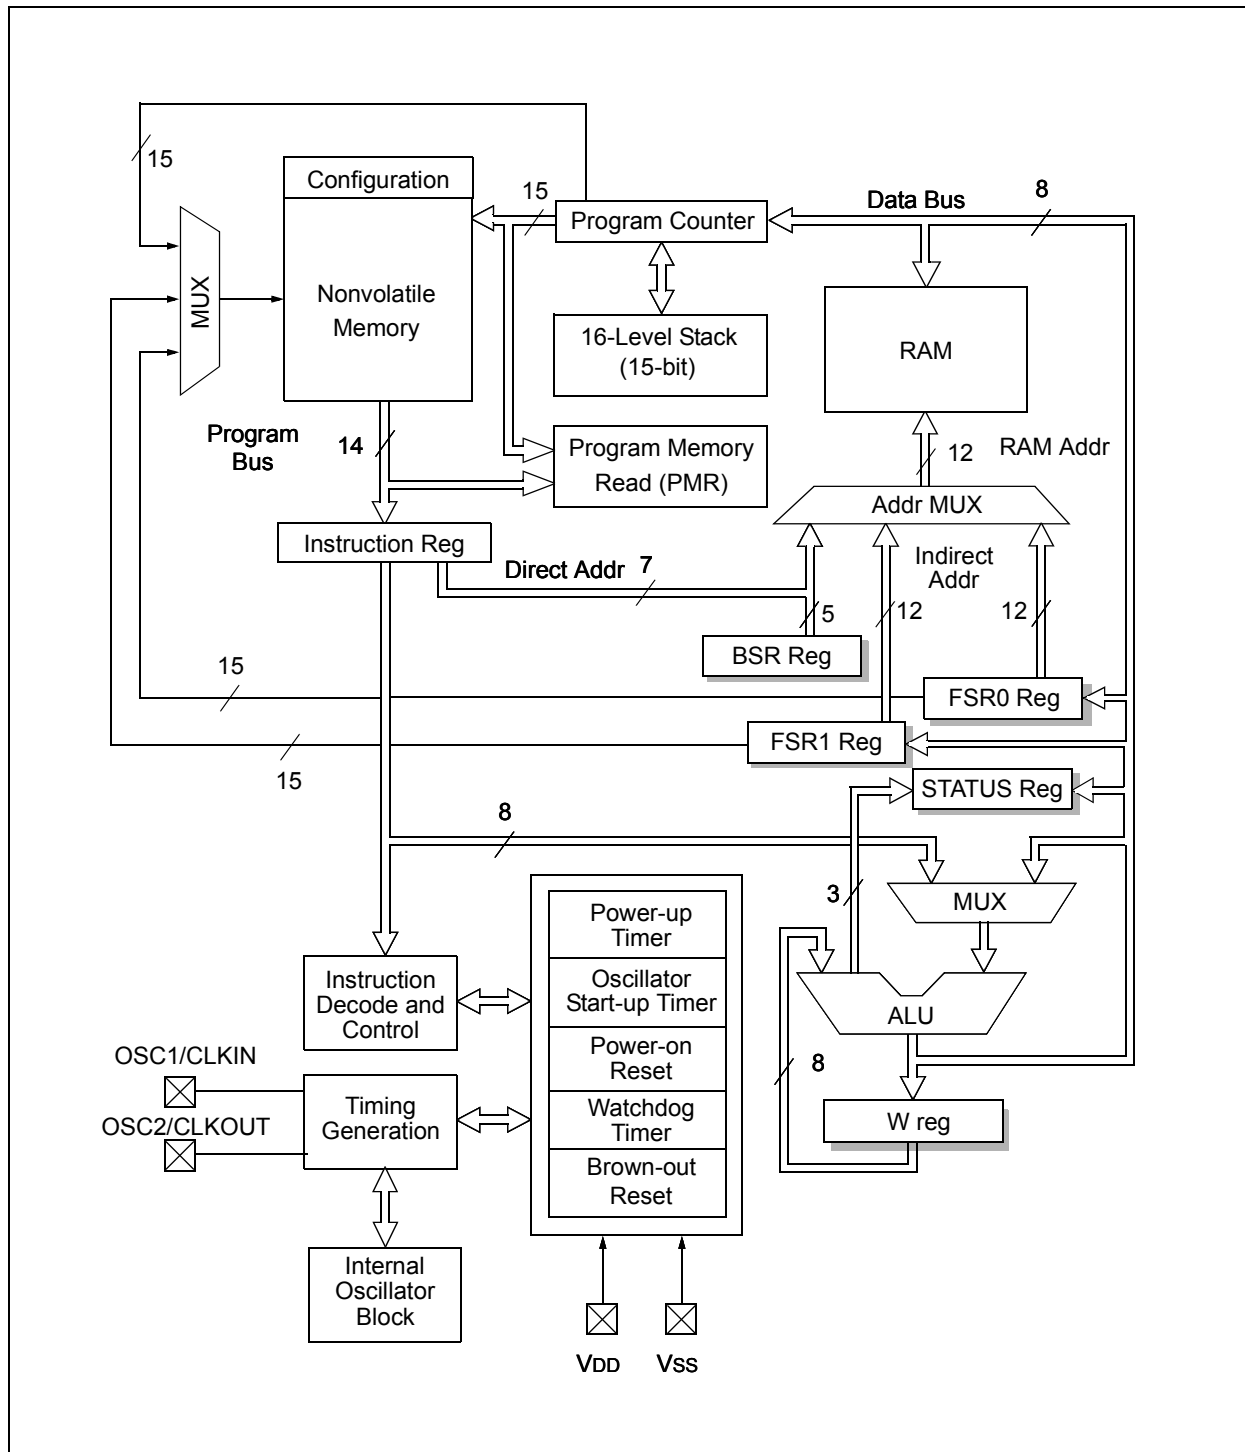 15
Configuration
15
Program Counter
Data Bus
8
MUX
Nonvolatile
Memory
16-Level Stack
(15-bit)
RAM
Program
Bus
14
Program Memory
Read (PMR)
12
RAM Addr
Addr MUX
Instruction Reg
Direct Addr
7
Indirect
Addr
5
12
12
BSR Reg
15
FSR0 Reg
FSR1 Reg
15
STATUS Reg
8
3
MUX
Power-up
Timer
Oscillator
Start-up Timer
Power-on
Reset
Watchdog
Timer
Brown-out
Reset
Instruction
Decode and
Control
ALU
OSC1/CLKIN
8
Timing
Generation
OSC2/CLKOUT
W reg
Internal
Oscillator
Block
VDD
VSS